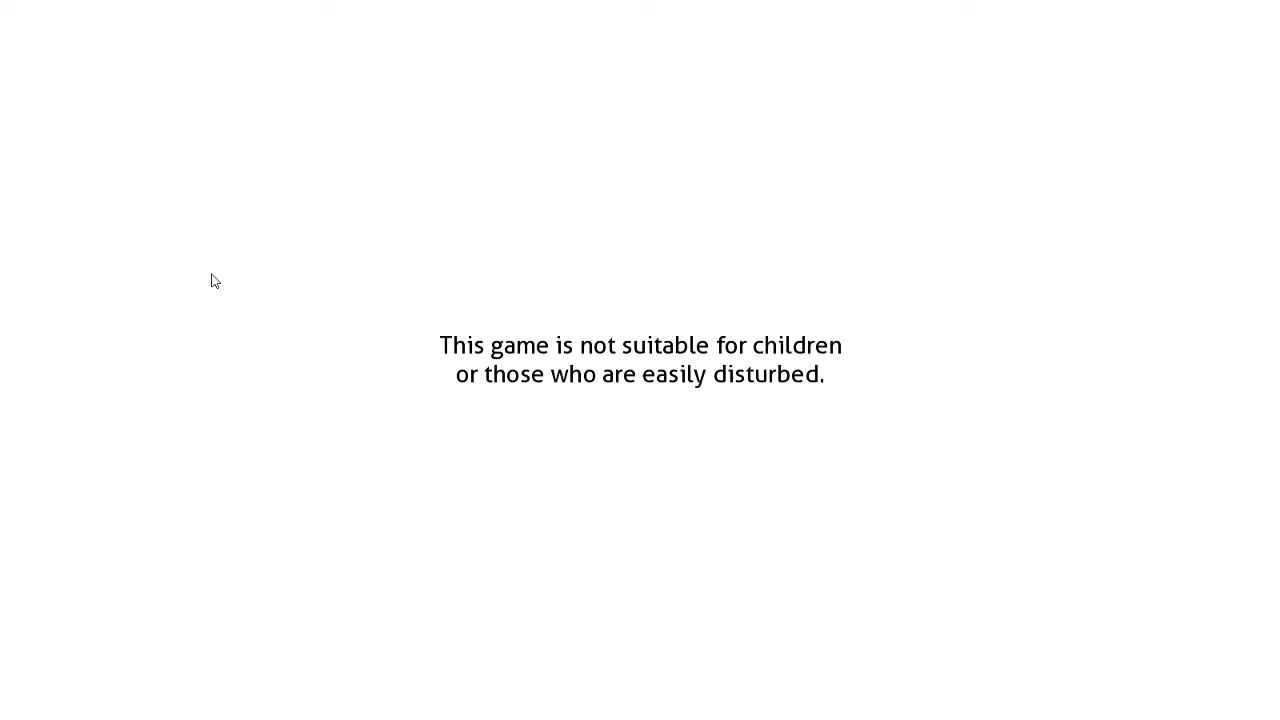 This game is not suitable for children
or those who are easily disturbed.